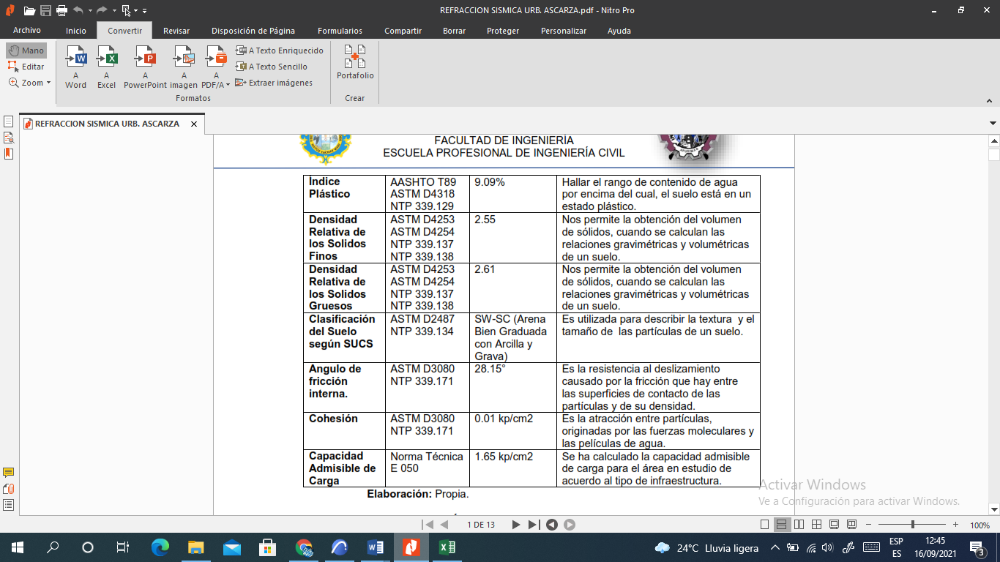 REFRACCION SISMICA URB. ASCARZA.pdf - Nitro Pro
Archivo Inicio Convertir Revisar Disposición de Página Formularios Compartir Borrar Proteger Personalizar Ayuda
Mano
Editar
Zoom
A Word
A Excel
A PowerPoint
A imagen
A PDF/A
A Texto Enriquecido
A Texto Sencillo
Extraer imágenes
Formatos
Portafolio
Crear
REFRACCION SISMICA URB. ASCARZA
FACULTAD DE INGENIERÍA
ESCUELA PROFESIONAL DE INGENIERÍA CIVIL
Índice AASHTO T89 9.09% Hallar el rango de contenido de agua
Plástico ASTM D4318 por encima del cual, el suelo está en un
NTP 339.129 estado plástico.
Densidad ASTM D4253 2.55 Nos permite la obtención del volumen
Relativa de ASTM D4254 de sólidos, cuando se calculan las
los Solidos NTP 339.137 relaciones gravimétricas y volumétricas
Finos NTP 339.138 de un suelo.
Densidad ASTM D4253 2.61 Nos permite la obtención del volumen
Relativa de ASTM D4254 de sólidos, cuando se calculan las
los Solidos NTP 339.137 relaciones gravimétricas y volumétricas
Gruesos NTP 339.138 de un suelo.
Clasificación ASTM D2487 SW-SC (Arena Es utilizada para describir la textura y el
del Suelo NTP 339.134 Bien Graduada tamaño de las partículas de un suelo.
según SUCS con Arcilla y
Grava)
Angulo de ASTM D3080 28.15° Es la resistencia al deslizamiento
fricción NTP 339.171 causado por la fricción que hay entre
interna. las superficies de contacto de las
partículas y de su densidad.
Cohesión ASTM D3080 0.01 kp/cm2 Es la atracción entre partículas,
NTP 339.171 originadas por las fuerzas moleculares y
las películas de agua.
Capacidad Norma Técnica 1.65 kp/cm2 Se ha calculado la capacidad admisible
Admisible de E 050 de carga para el área en estudio de
Carga acuerdo al tipo de infraestructura.
Elaboración: Propia.
Activar Windows
Ve a Configuración para activar Windows.
1 DE 13
100%
24°C Lluvia ligera
ESP
ES
12:45
16/09/2021
3